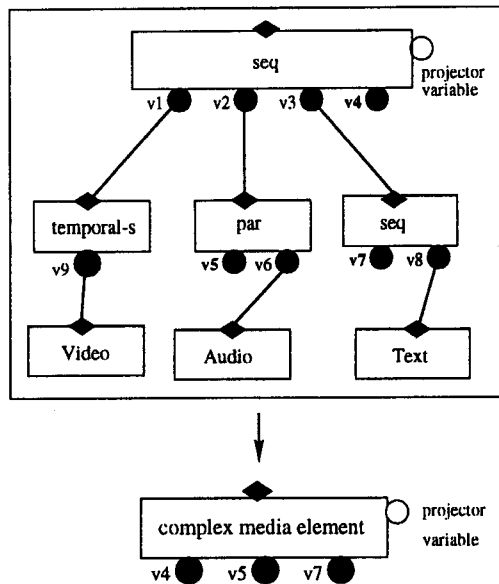 seq
projector
variable
v1 v2 v3 v4
temporal-s par seq
v9 v5 v6 v7 v8
Video Audio Text
complex media element
projector
variable
v4 v5 v7